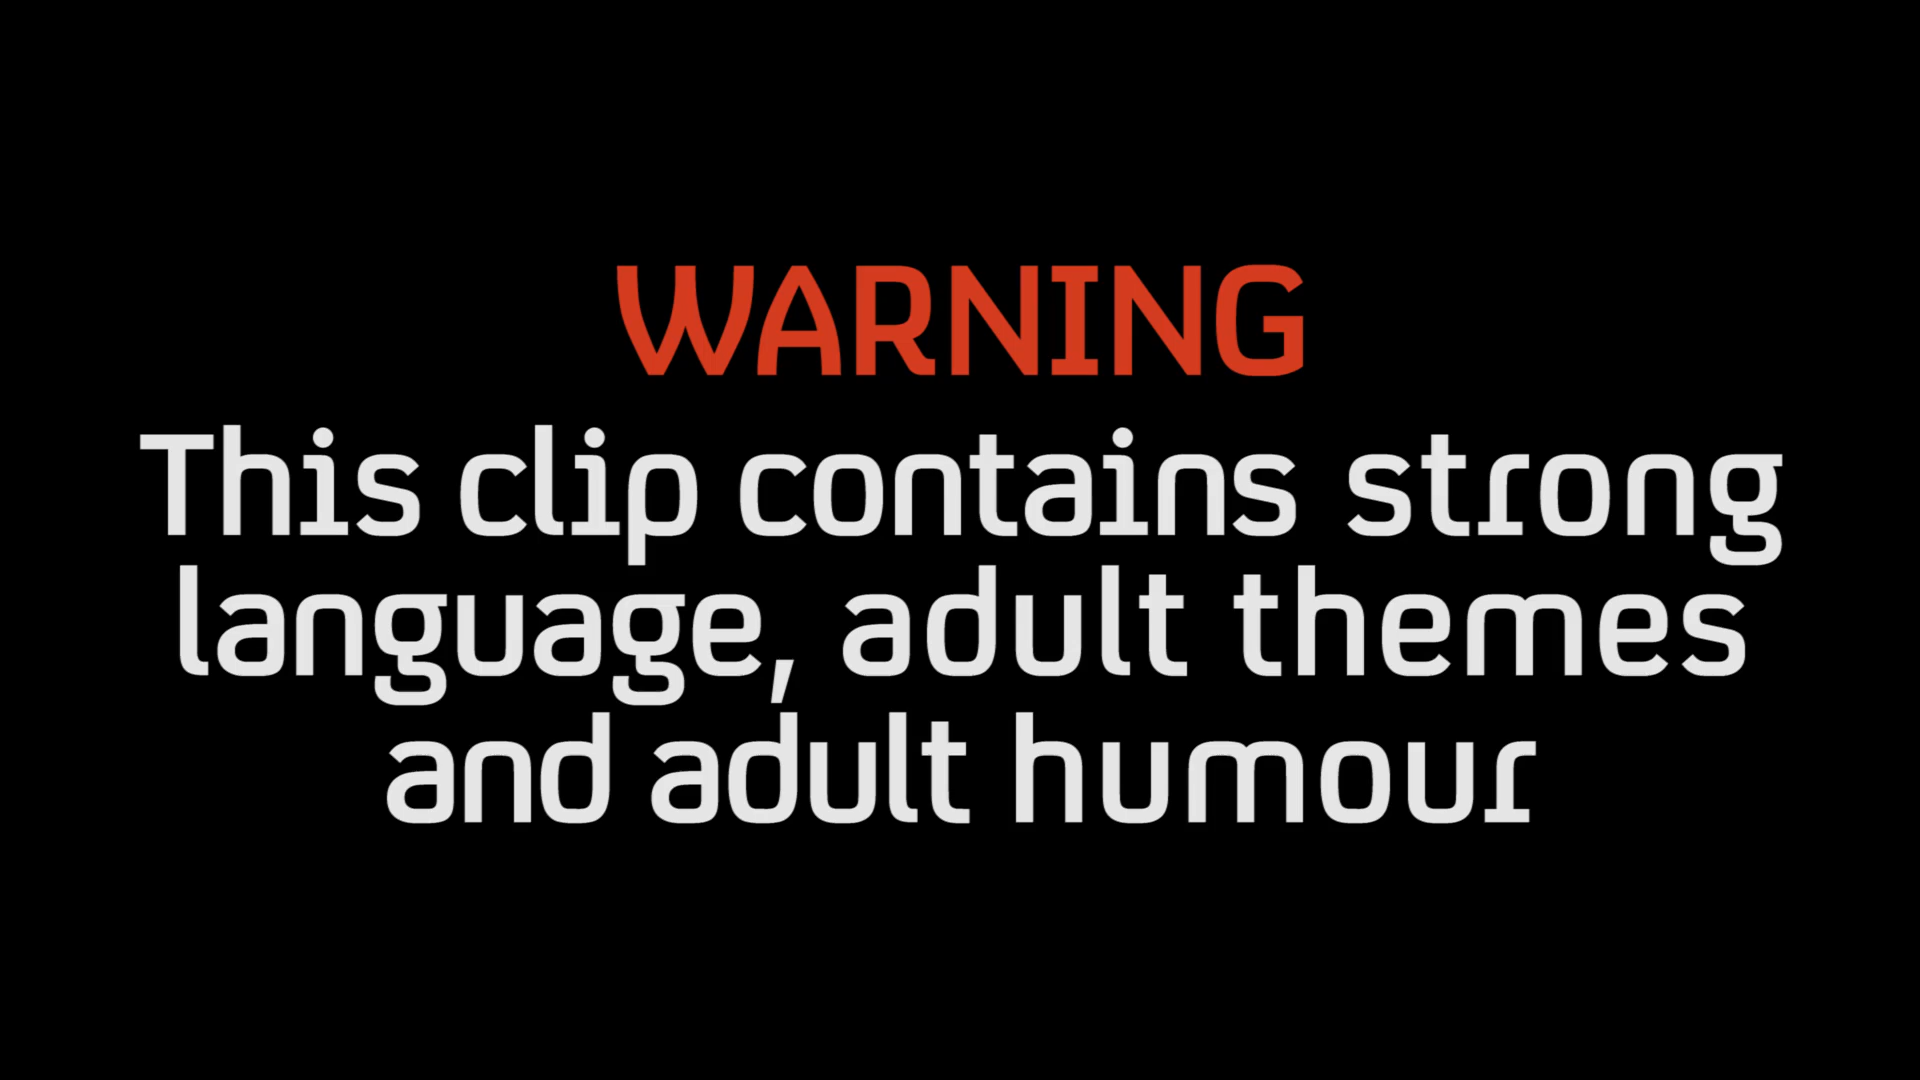 WARNING
This clip contains strong
language, adult themes
and adult humour